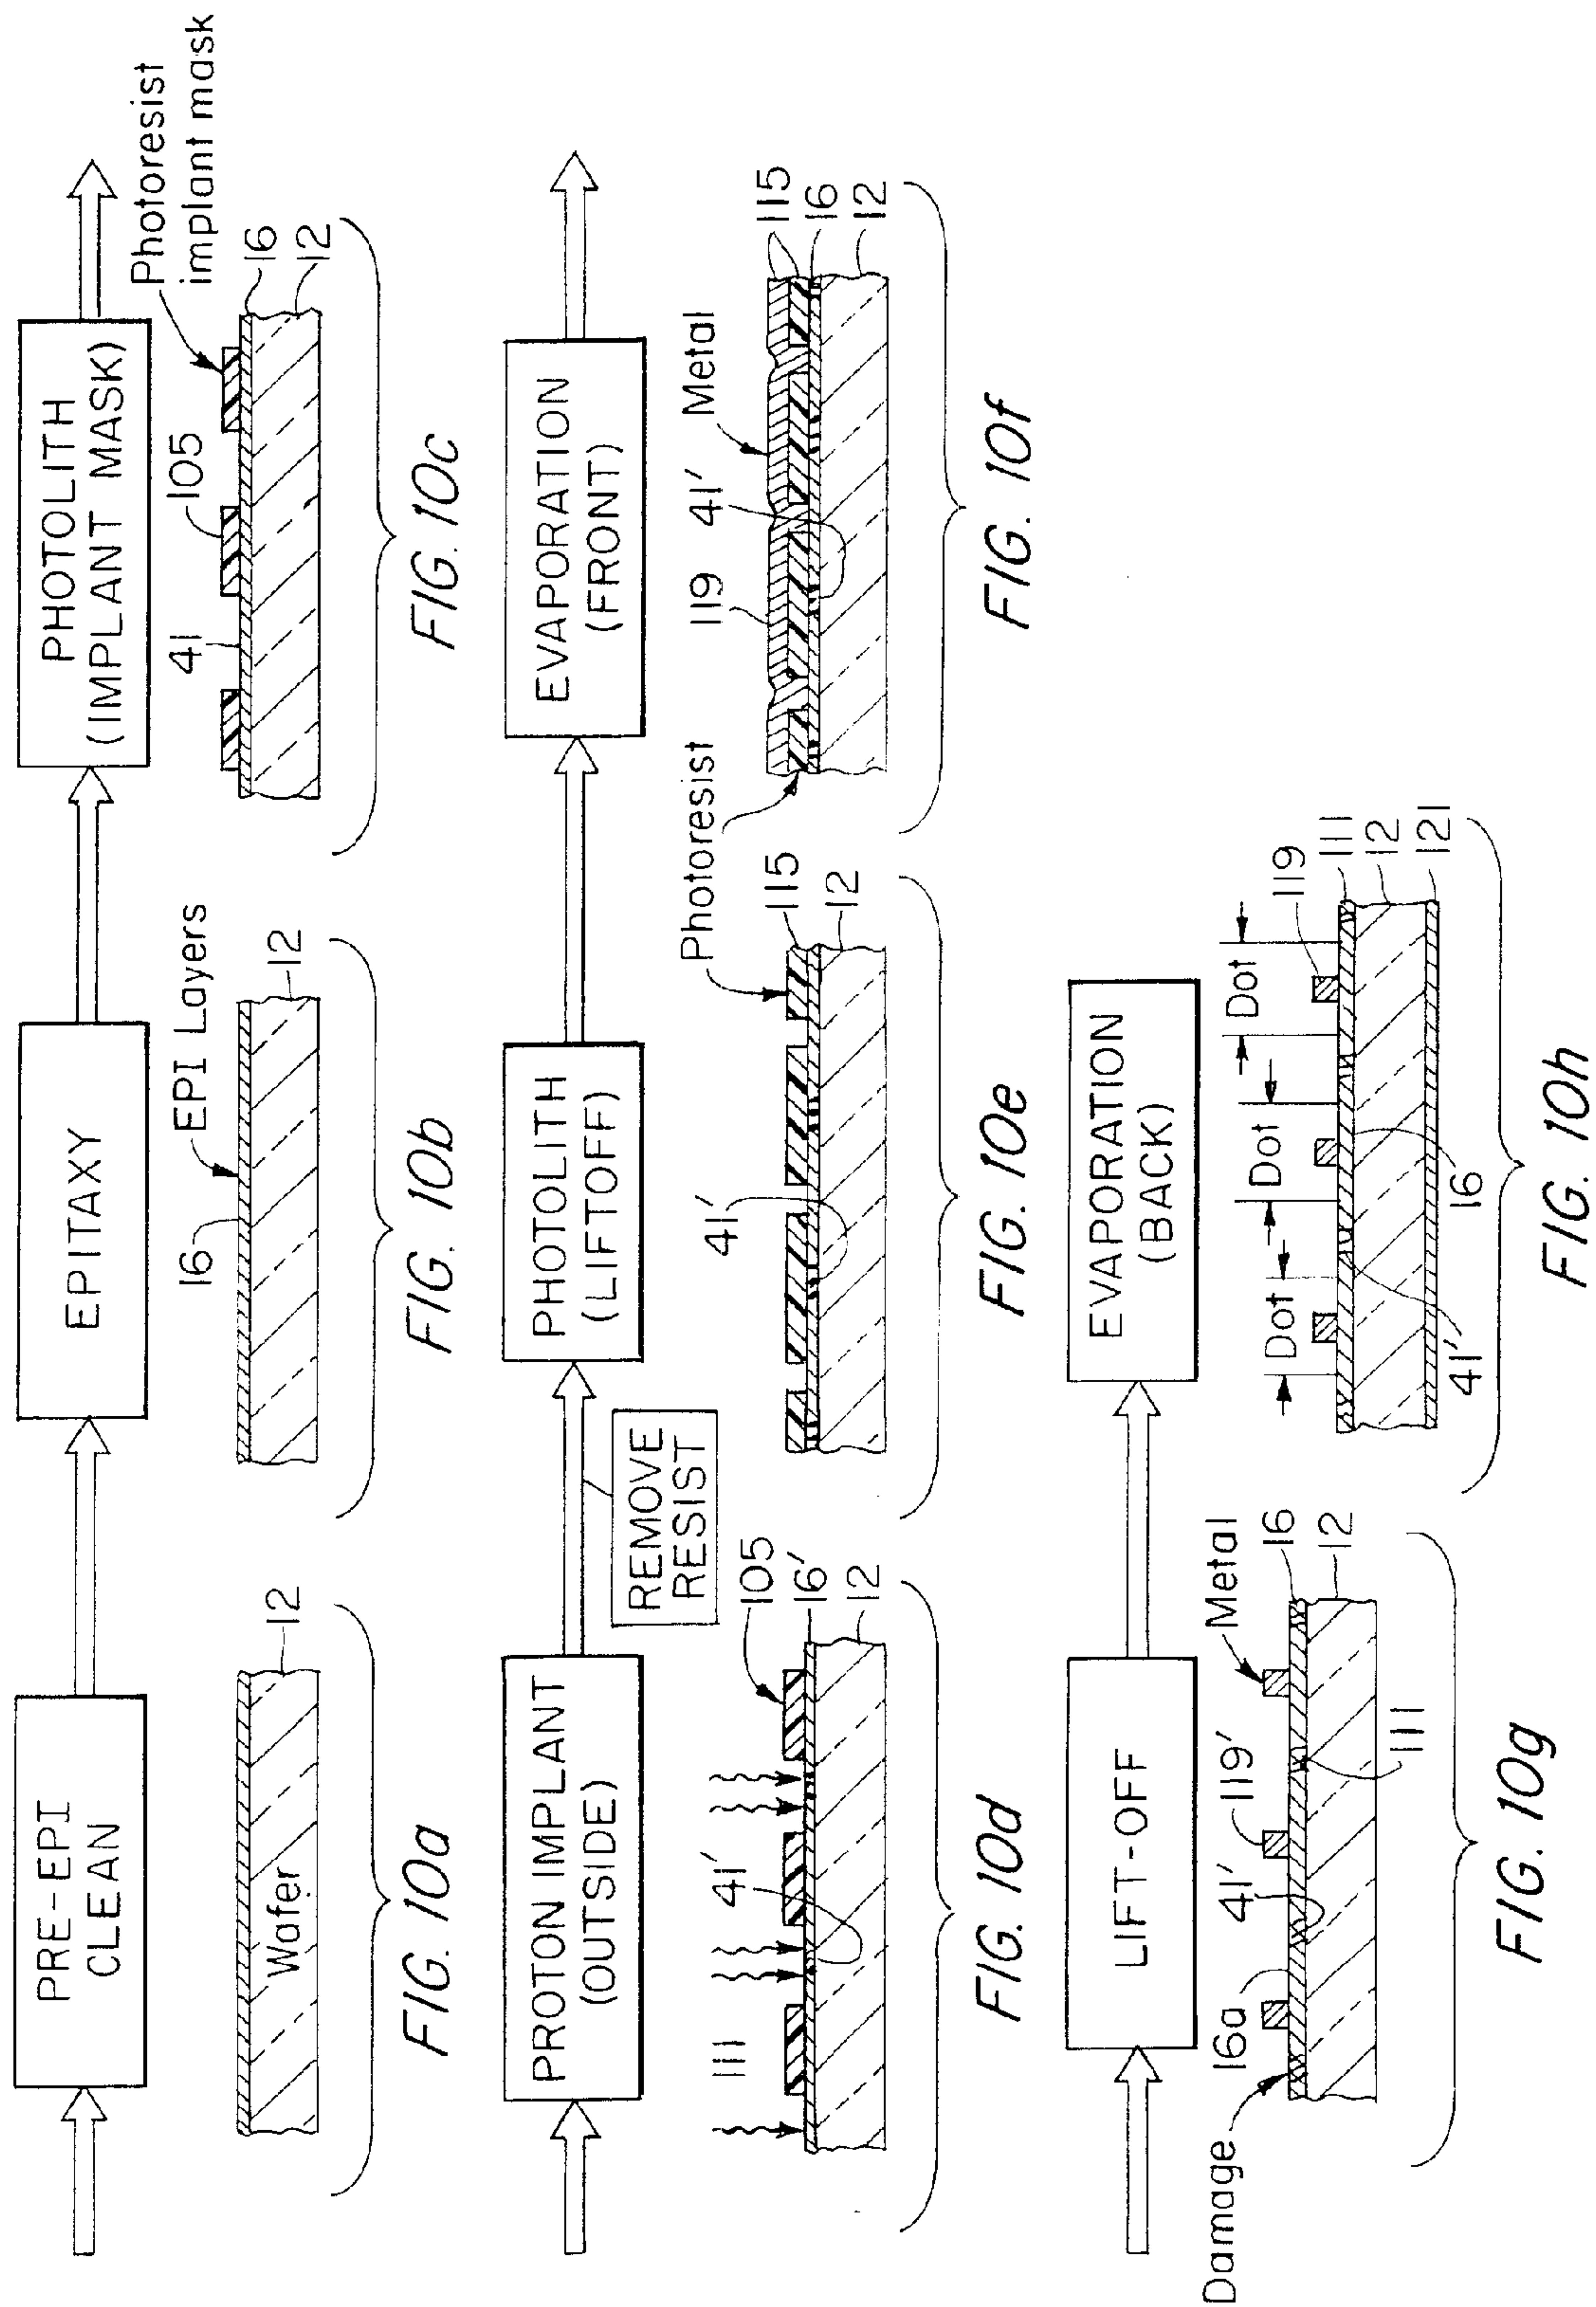 PRE-EPI
CLEAN
Wafer
12
FIG. 10a
EPITAXY
16
EPI Layers
12
FIG. 10b
PHOTOLITH
(IMPLANT MASK)
41
105
Photoresist
implant mask
16
12
FIG. 10c
PROTON IMPLANT
(OUTSIDE)
REMOVE
RESIST
111
41'
105
16'
12
FIG. 10d
PHOTOLITH
(LIFTOFF)
41'
Photoresist
115
12
FIG. 10e
EVAPORATION
(FRONT)
119
41'
Metal
115
16
12
FIG. 10f
LIFT-OFF
Damage
16a
41'
119'
Metal
16
12
111
FIG. 10g
EVAPORATION
(BACK)
Dot
Dot
Dot
119
111
12
121
41'
16
FIG. 10h